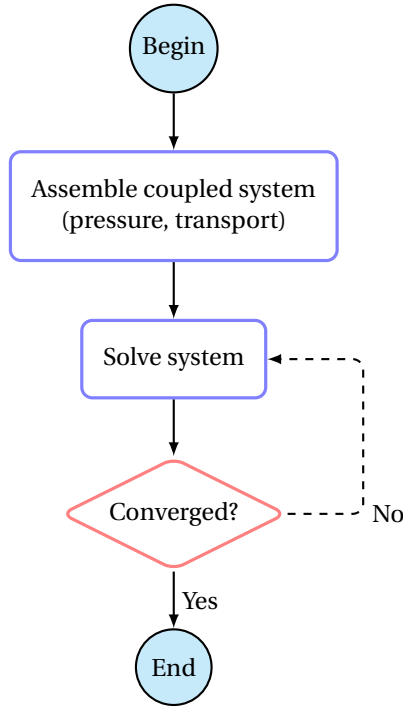 Begin
Assemble coupled system
(pressure, transport)
Solve system
Converged?
No
Yes
End